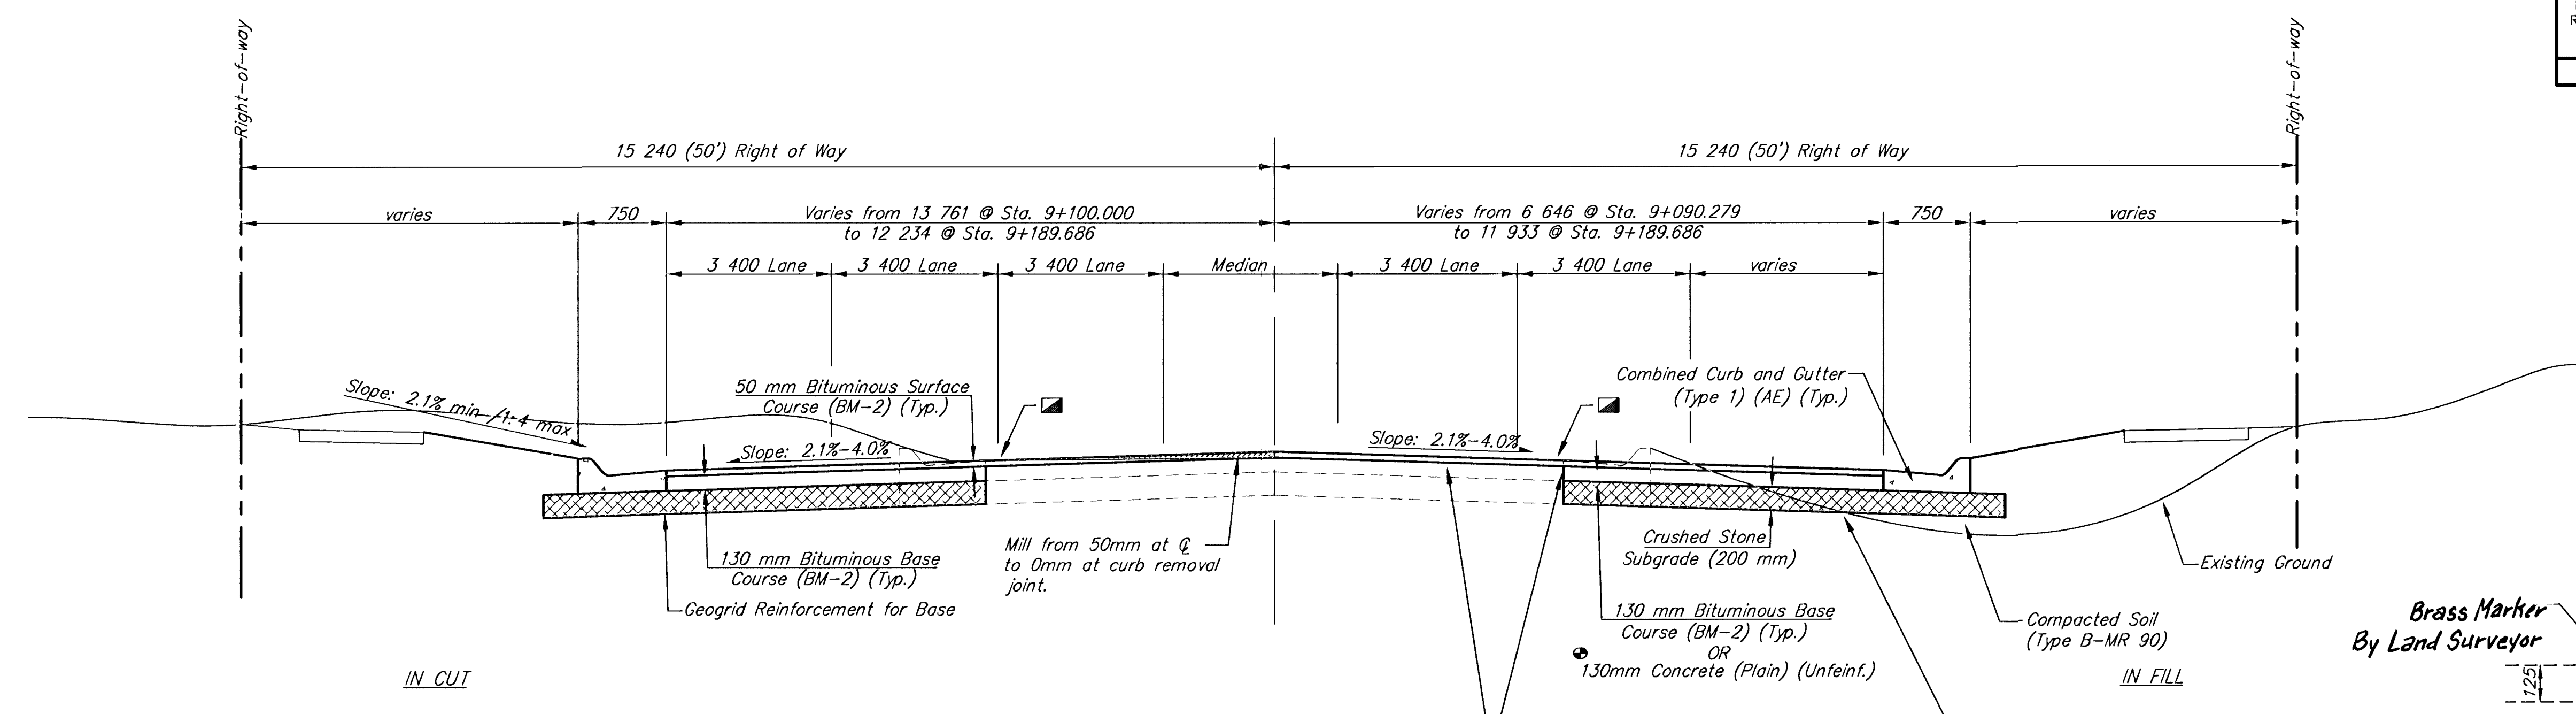 R
Right-of-way
Right-of-way
15 240 (50') Right of Way
15 240 (50') Right of Way
varies
750
Varies from 13 761 @ Sta. 9+100.000
to 12 234 @ Sta. 9+189.686
Varies from 6 646 @ Sta. 9+090.279
to 11 933 @ Sta. 9+189.686
750
varies
3 400 Lane
3 400 Lane
3 400 Lane
Median
3 400 Lane
3 400 Lane
varies
Slope: 2.1% min /1:4 max
50 mm Bituminous Surface
Course (BM-2) (Typ.)
Combined Curb and Gutter
(Type 1) (AE) (Typ.)
Slope: 2.1%-4.0%
Slope: 2.1%-4.0%
130 mm Bituminous Base
Course (BM-2) (Typ.)
Geogrid Reinforcement for Base
Mill from 50mm at ℄
to 0mm at curb removal
joint.
Crushed Stone
Subgrade (200 mm)
130 mm Bituminous Base
Course (BM-2) (Typ.)
OR
130mm Concrete (Plain) (Unfeinf.)
Existing Ground
Compacted Soil
(Type B-MR 90)
Brass Marker
By Land Surveyor
IN CUT
IN FILL
125